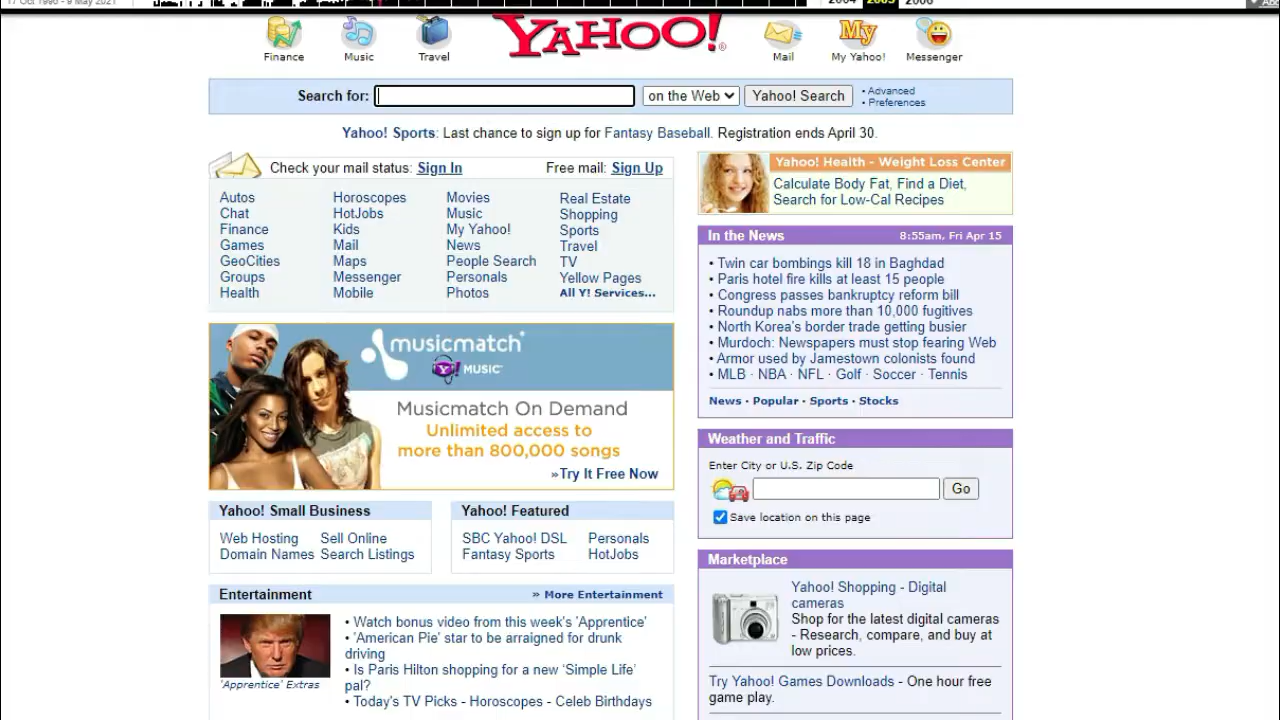 17 Oct 1996 - 9 May 2021
2004 2005 2006
Finance
Music
Travel
YAHOO!
Mail
My
My Yahoo!
Messenger
Search for:
on the Web
Yahoo! Search
• Advanced
• Preferences
Yahoo! Sports: Last chance to sign up for Fantasy Baseball. Registration ends April 30.
Check your mail status: Sign In
Free mail: Sign Up
Autos
Chat
Finance
Games
GeoCities
Groups
Health
Horoscopes
HotJobs
Kids
Mail
Maps
Messenger
Mobile
Movies
Music
My Yahoo!
News
People Search
Personals
Photos
Real Estate
Shopping
Sports
Travel
TV
Yellow Pages
All Y! Services...
musicmatch
Y! MUSIC
Musicmatch On Demand
Unlimited access to
more than 800,000 songs
»Try It Free Now
Yahoo! Small Business
Web Hosting Sell Online
Domain Names Search Listings
Yahoo! Featured
SBC Yahoo! DSL Personals
Fantasy Sports HotJobs
Entertainment
» More Entertainment
'Apprentice' Extras
• Watch bonus video from this week's 'Apprentice'
• 'American Pie' star to be arraigned for drunk
driving
• Is Paris Hilton shopping for a new 'Simple Life'
pal?
• Today's TV Picks - Horoscopes - Celeb Birthdays
Yahoo! Health - Weight Loss Center
Calculate Body Fat, Find a Diet,
Search for Low-Cal Recipes
In the News
8:55am, Fri Apr 15
• Twin car bombings kill 18 in Baghdad
• Paris hotel fire kills at least 15 people
• Congress passes bankruptcy reform bill
• Roundup nabs more than 10,000 fugitives
• North Korea's border trade getting busier
• Murdoch: Newspapers must stop fearing Web
• Armor used by Jamestown colonists found
• MLB · NBA · NFL · Golf · Soccer · Tennis
News · Popular · Sports · Stocks
Weather and Traffic
Enter City or U.S. Zip Code
Go
Save location on this page
Marketplace
Yahoo! Shopping - Digital
cameras
Shop for the latest digital cameras
- Research, compare, and buy at
low prices.
Try Yahoo! Games Downloads - One hour free
game play.